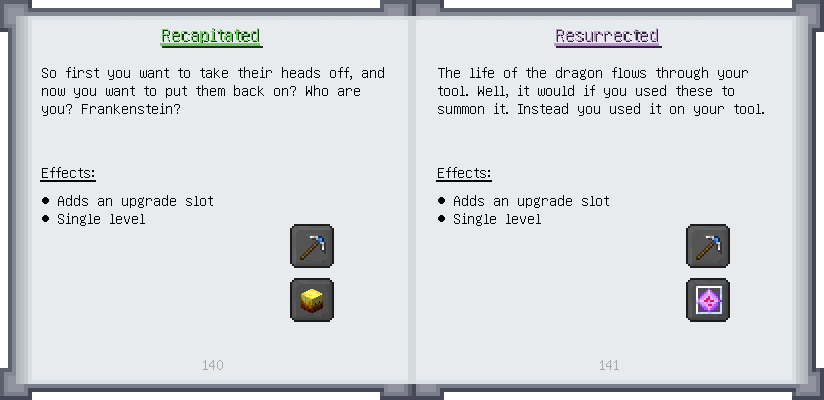 Recapitated
So first you want to take their heads off, and
now you want to put them back on? Who are
you? Frankenstein?
Effects:
● Adds an upgrade slot
● Single level
140
Resurrected
The life of the dragon flows through your
tool. Well, it would if you used these to
summon it. Instead you used it on your tool.
Effects:
● Adds an upgrade slot
● Single level
141